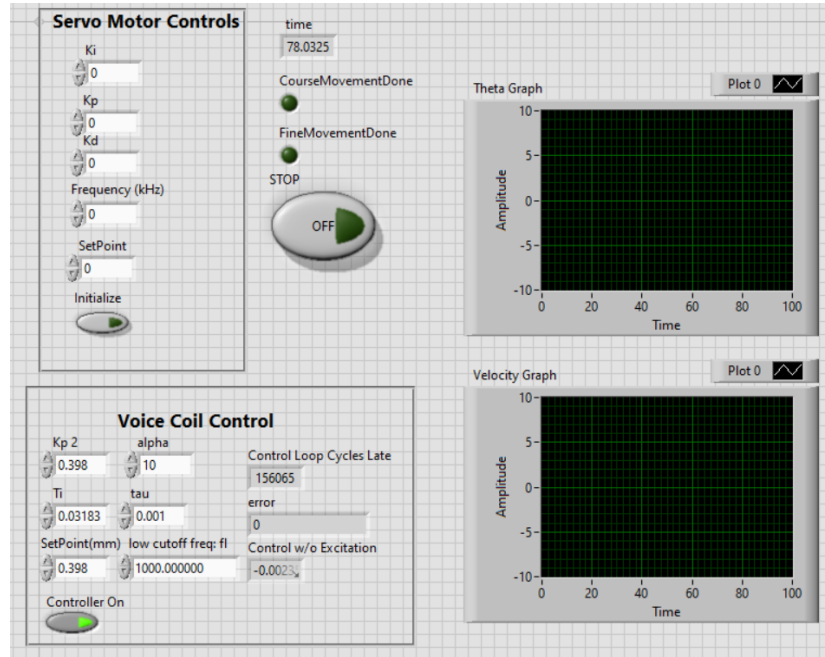 Servo Motor Controls
Ki
0
Kp
0
Kd
0
Frequency (kHz)
0
SetPoint
0
Initialize
time
78.0325
CourseMovementDone
FineMovementDone
STOP
OFF
Theta Graph
Plot 0
10
5
0
-5
-10
Amplitude
0 20 40 60 80 100
Time
Voice Coil Control
Kp 2 alpha
0.398 10
Ti tau
0.03183 0.001
SetPoint(mm) low cutoff freq: fl
0.398 1000.000000
Controller On
Control Loop Cycles Late
156065
error
0
Control w/o Excitation
Velocity Graph
Plot 0
10
5
0
-5
-10
Amplitude
0 20 40 60 80 100
Time